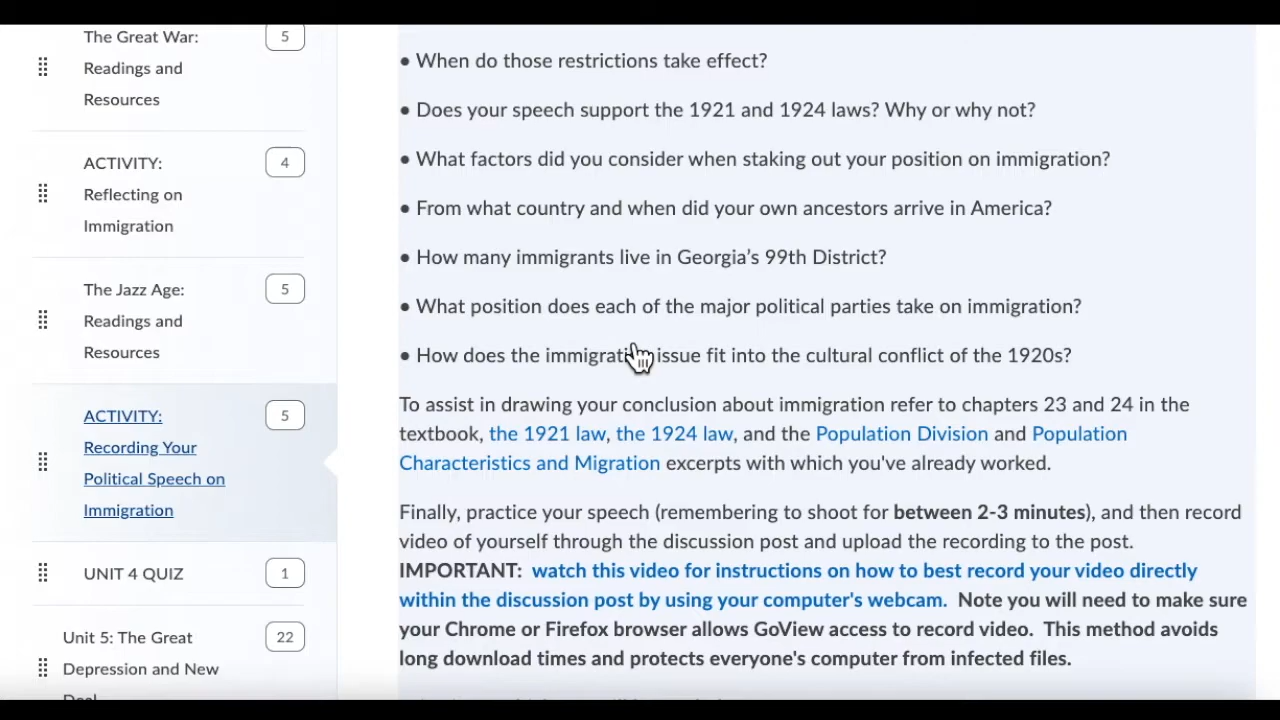 The Great War:
5
Readings and
Resources
ACTIVITY:
4
Reflecting on
Immigration
The Jazz Age:
5
Readings and
Resources
ACTIVITY:
5
Recording Your
Political Speech on
Immigration
UNIT 4 QUIZ
1
Unit 5: The Great
22
Depression and New
Deal
• When do those restrictions take effect?
• Does your speech support the 1921 and 1924 laws? Why or why not?
• What factors did you consider when staking out your position on immigration?
• From what country and when did your own ancestors arrive in America?
• How many immigrants live in Georgia’s 99th District?
• What position does each of the major political parties take on immigration?
• How does the immigration issue fit into the cultural conflict of the 1920s?
To assist in drawing your conclusion about immigration refer to chapters 23 and 24 in the
textbook, the 1921 law, the 1924 law, and the Population Division and Population
Characteristics and Migration excerpts with which you've already worked.
Finally, practice your speech (remembering to shoot for between 2-3 minutes), and then record
video of yourself through the discussion post and upload the recording to the post.
IMPORTANT: watch this video for instructions on how to best record your video directly
within the discussion post by using your computer's webcam. Note you will need to make sure
your Chrome or Firefox browser allows GoView access to record video. This method avoids
long download times and protects everyone's computer from infected files.